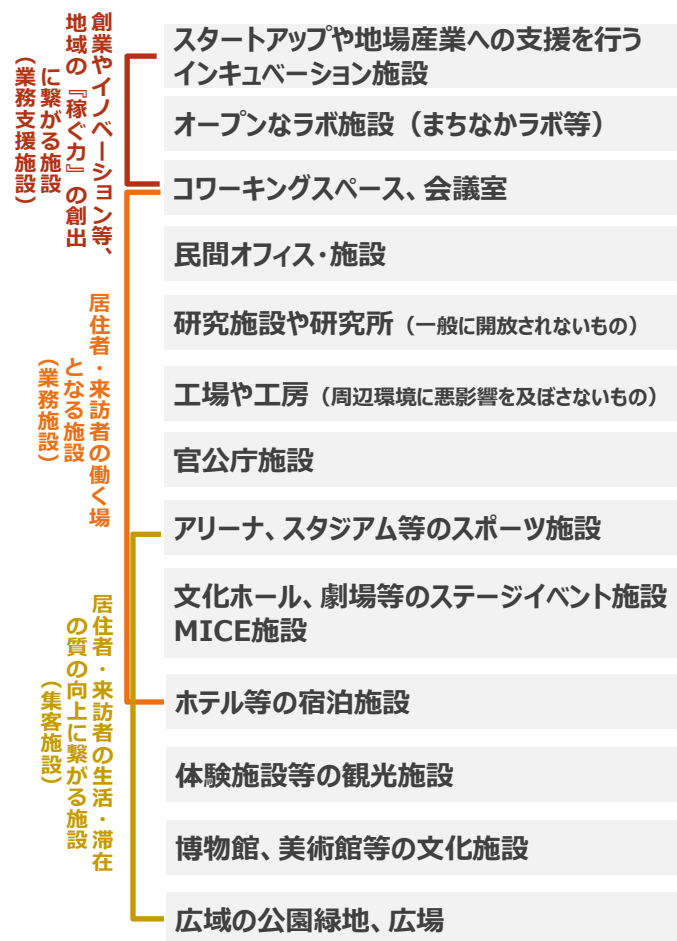 創業やイノベーション等、
地域の『稼ぐ力』の創出
に繋がる施設
（業務支援施設）
スタートアップや地場産業への支援を行う
インキュベーション施設
オープンなラボ施設（まちなかラボ等）
コワーキングスペース、会議室
民間オフィス・施設
居住者・来訪者の働く場
となる施設
（業務施設）
研究施設や研究所（一般に開放されないもの）
工場や工房（周辺環境に悪影響を及ぼさないもの）
官公庁施設
アリーナ、スタジアム等のスポーツ施設
居住者・来訪者の生活・滞在
の質の向上に繋がる施設
（集客施設）
文化ホール、劇場等のステージイベント施設
MICE施設
ホテル等の宿泊施設
体験施設等の観光施設
博物館、美術館等の文化施設
広域の公園緑地、広場